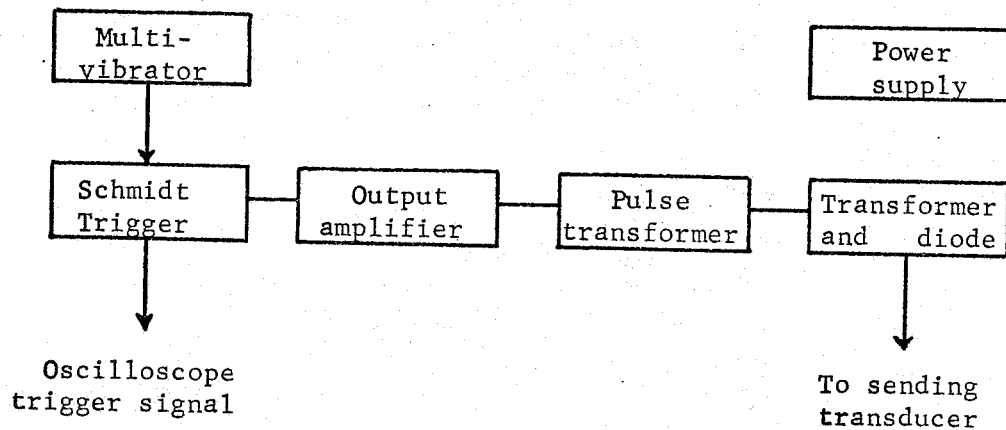 Multi-
vibrator
Power
supply
Schmidt
Trigger
Output
amplifier
Pulse
transformer
Transformer
and diode
Oscilloscope
trigger signal
To sending
transducer